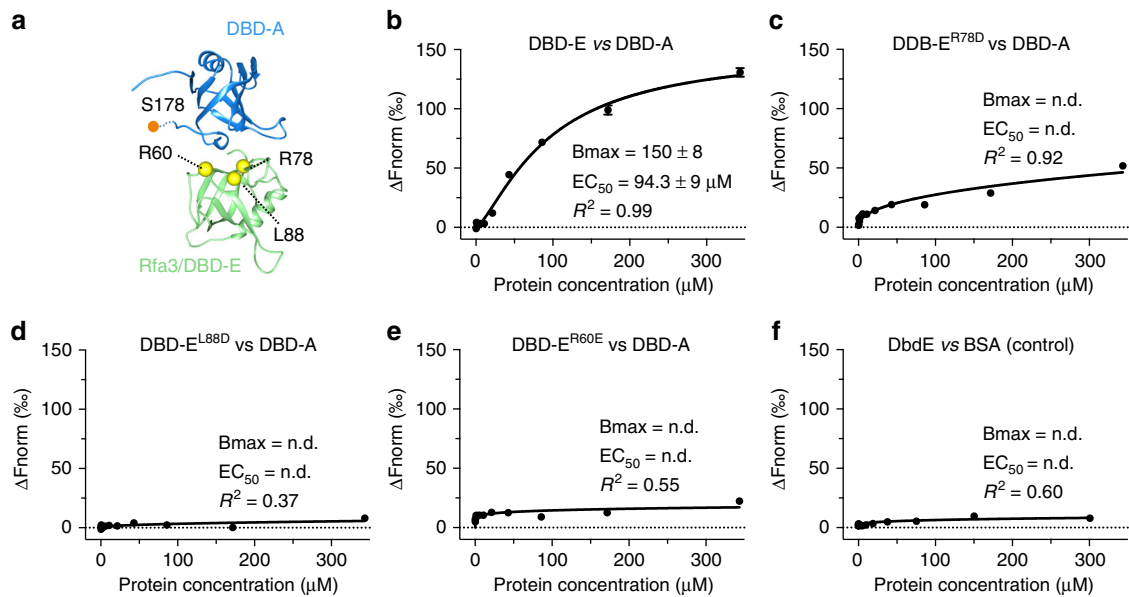 a
DBD-A
S178
R60
R78
L88
Rfa3/DBD-E
b
DBD-E vs DBD-A
ΔFnorm (‰)
150
100
50
0
Bmax = 150 ± 8
EC50 = 94.3 ± 9 μM
R2 = 0.99
0 100 200 300
Protein concentration (μM)
c
DDB-ER78D vs DBD-A
ΔFnorm (‰)
150
100
50
0
Bmax = n.d.
EC50 = n.d.
R2 = 0.92
0 100 200 300
Protein concentration (μM)
d
DBD-EL88D vs DBD-A
ΔFnorm (‰)
150
100
50
0
Bmax = n.d.
EC50 = n.d.
R2 = 0.37
0 100 200 300
Protein concentration (μM)
e
DBD-ER60E vs DBD-A
ΔFnorm (‰)
150
100
50
0
Bmax = n.d.
EC50 = n.d.
R2 = 0.55
0 100 200 300
Protein concentration (μM)
f
DbdE vs BSA (control)
ΔFnorm (‰)
150
100
50
0
Bmax = n.d.
EC50 = n.d.
R2 = 0.60
0 100 200 300
Protein concentration (μM)